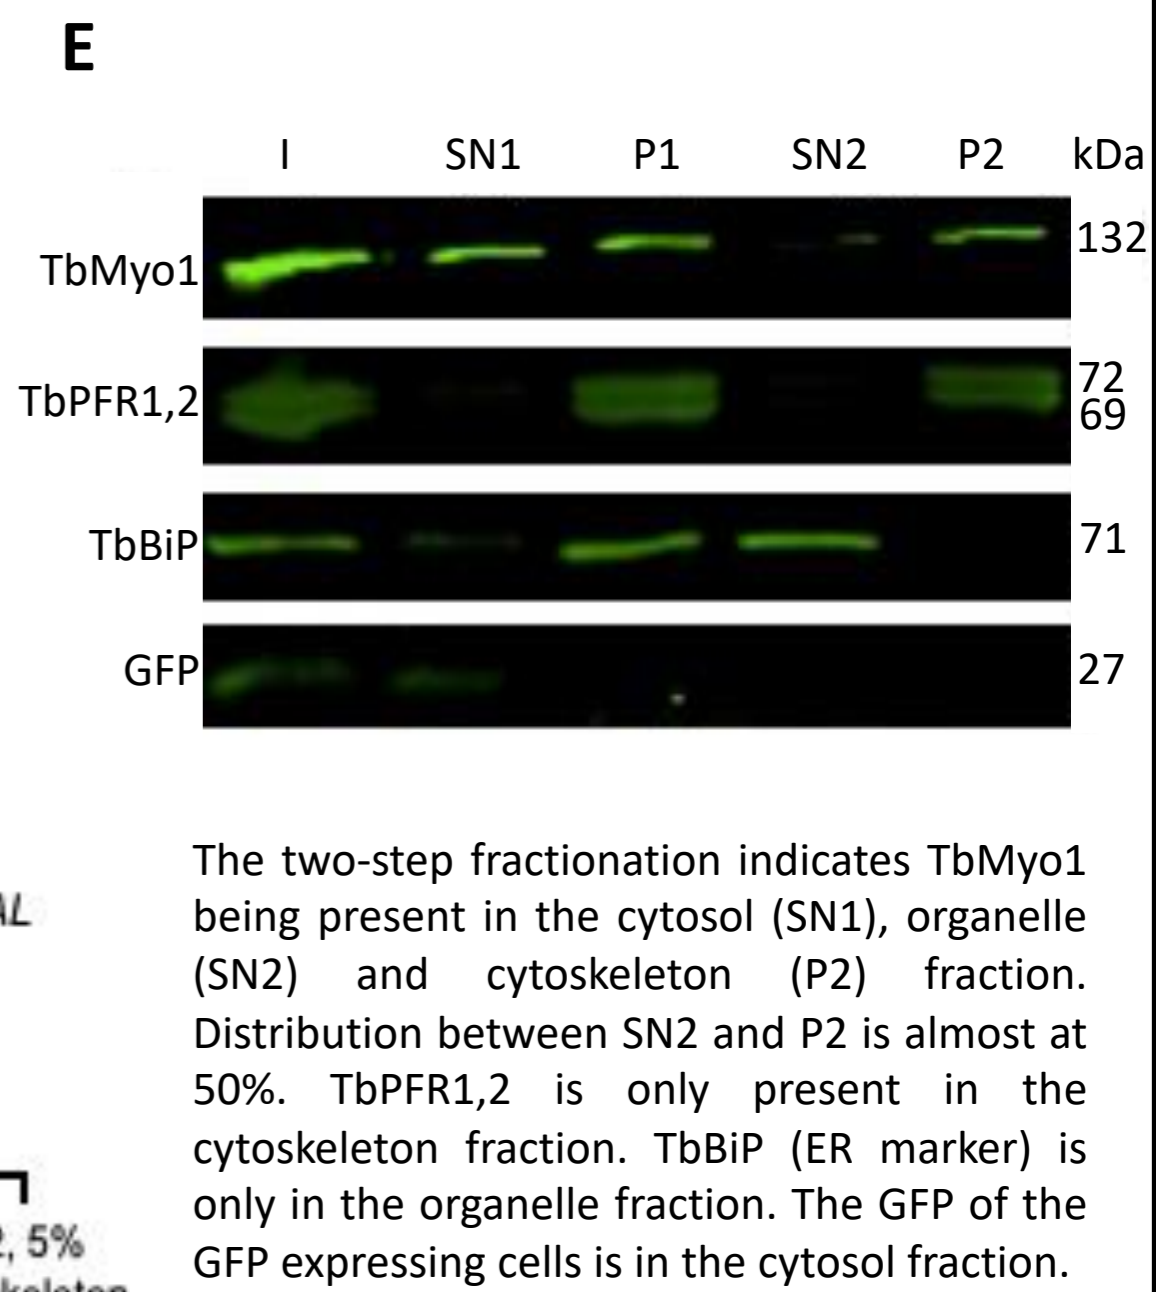 E
I SN1 P1 SN2 P2 kDa
TbMyo1 132
TbPFR1,2 72
69
TbBiP 71
GFP 27
The two-step fractionation indicates TbMyo1
being present in the cytosol (SN1), organelle
(SN2) and cytoskeleton (P2) fraction.
Distribution between SN2 and P2 is almost at
50%. TbPFR1,2 is only present in the
cytoskeleton fraction. TbBiP (ER marker) is
only in the organelle fraction. The GFP of the
GFP expressing cells is in the cytosol fraction.
AL
2, 5%